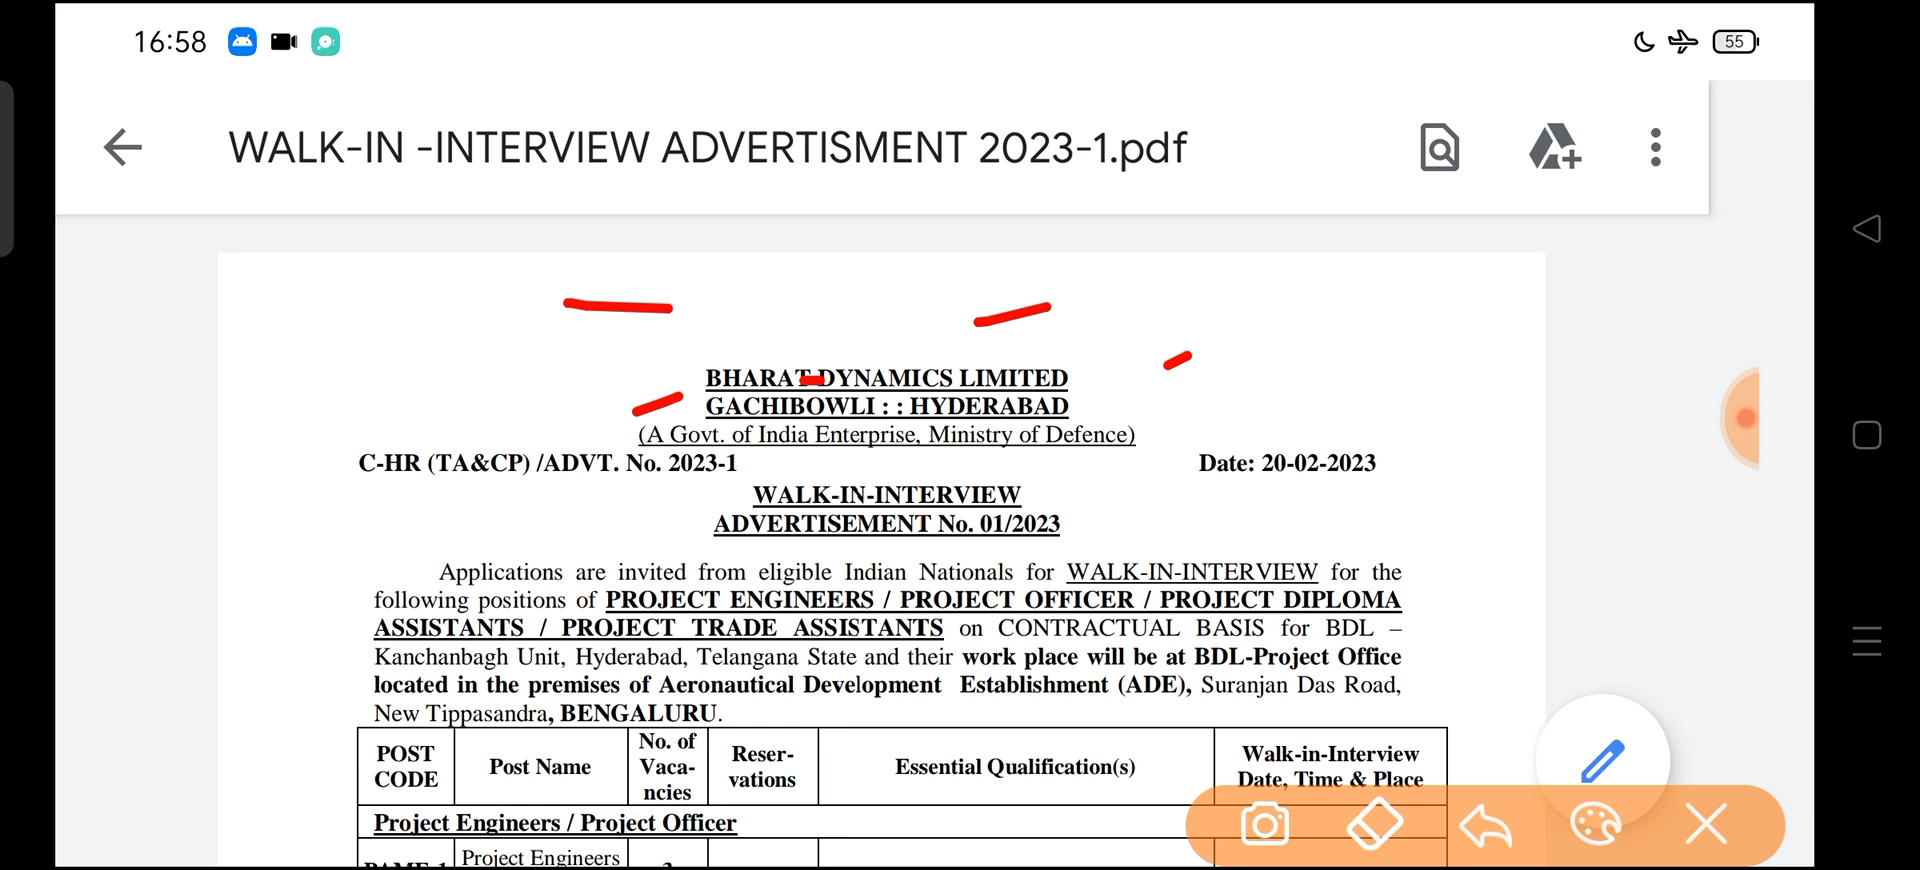 16:58
55
WALK-IN -INTERVIEW ADVERTISMENT 2023-1.pdf
BHARAT DYNAMICS LIMITED
GACHIBOWLI : : HYDERABAD
(A Govt. of India Enterprise, Ministry of Defence)
C-HR (TA&CP) /ADVT. No. 2023-1 Date: 20-02-2023
WALK-IN-INTERVIEW
ADVERTISEMENT No. 01/2023
Applications are invited from eligible Indian Nationals for WALK-IN-INTERVIEW for the
following positions of PROJECT ENGINEERS / PROJECT OFFICER / PROJECT DIPLOMA
ASSISTANTS / PROJECT TRADE ASSISTANTS on CONTRACTUAL BASIS for BDL –
Kanchanbagh Unit, Hyderabad, Telangana State and their work place will be at BDL-Project Office
located in the premises of Aeronautical Development Establishment (ADE), Suranjan Das Road,
New Tippasandra, BENGALURU.
POST
CODE
Post Name
No. of
Vaca-
ncies
Reser-
vations
Essential Qualification(s)
Walk-in-Interview
Date, Time & Place
Project Engineers / Project Officer
Project Engineers